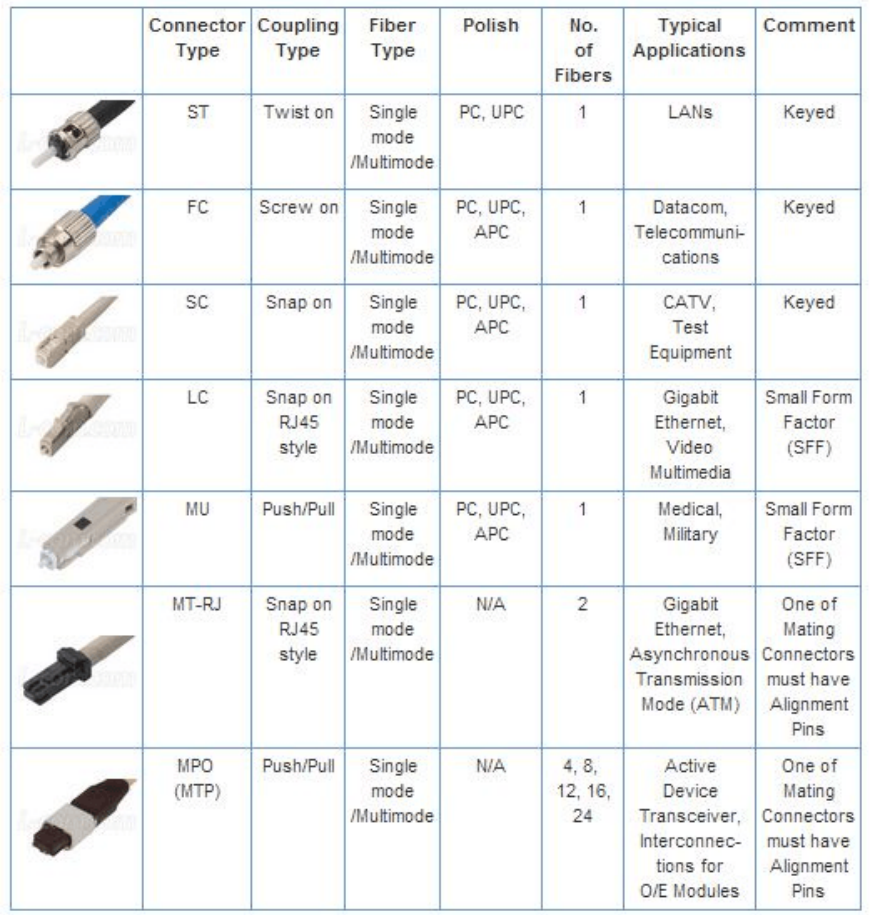 Connector Type Coupling Type Fiber Type Polish No. of Fibers Typical Applications Comment
ST Twist on Single mode /Multimode PC, UPC 1 LANs Keyed
FC Screw on Single mode /Multimode PC, UPC, APC 1 Datacom, Telecommuni-cations Keyed
SC Snap on Single mode /Multimode PC, UPC, APC 1 CATV, Test Equipment Keyed
LC Snap on RJ45 style Single mode /Multimode PC, UPC, APC 1 Gigabit Ethernet, Video Multimedia Small Form Factor (SFF)
MU Push/Pull Single mode /Multimode PC, UPC, APC 1 Medical, Military Small Form Factor (SFF)
MT-RJ Snap on RJ45 style Single mode /Multimode N/A 2 Gigabit Ethernet, Asynchronous Transmission Mode (ATM) One of Mating Connectors must have Alignment Pins
MPO (MTP) Push/Pull Single mode /Multimode N/A 4, 8, 12, 16, 24 Active Device Transceiver, Interconnec-tions for O/E Modules One of Mating Connectors must have Alignment Pins